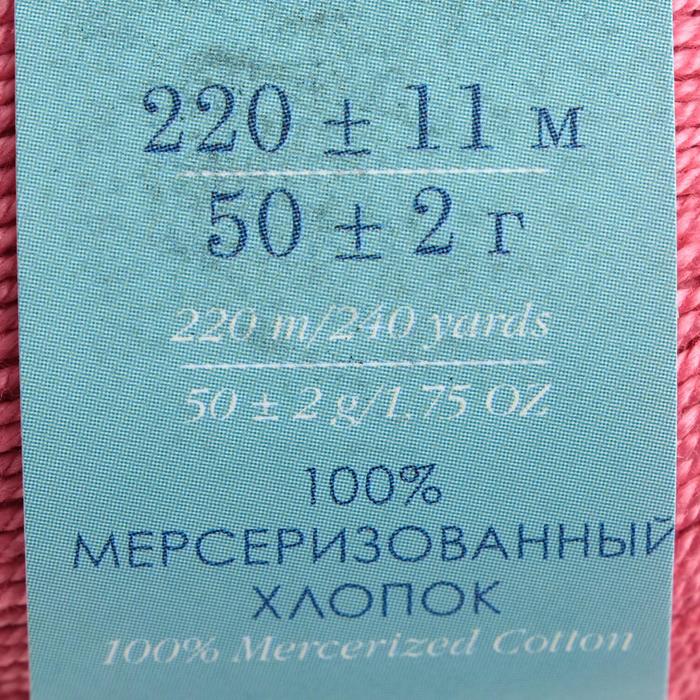 220 ± 11 м
50 ± 2 г
220 m/240 yards
50 ± 2 g/1,75 OZ
100%
МЕРСЕРИЗОВАННЫЙ
ХЛОПОК
100% Mercerized Cotton